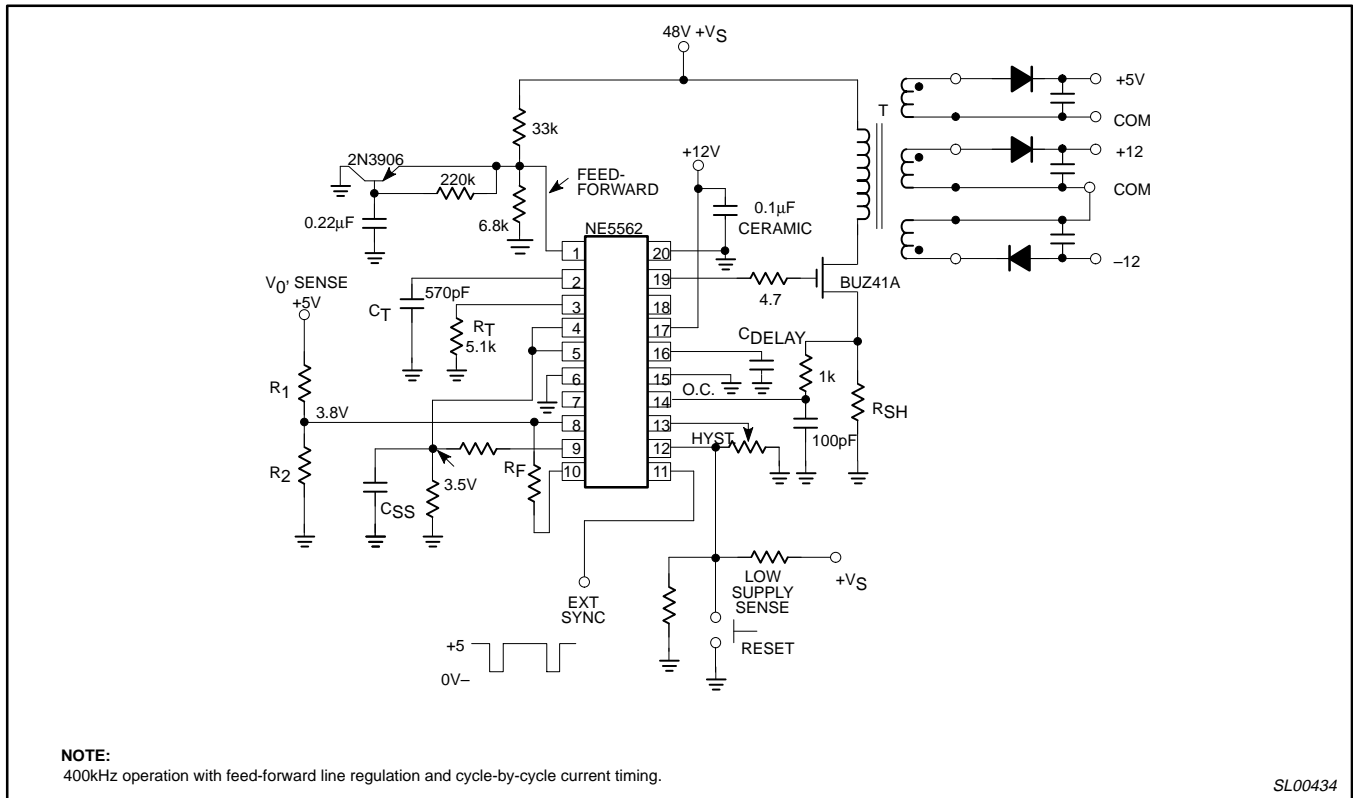 48V +VS
+5V
T
COM
33k
+12V
+12
2N3906
FEED-
FORWARD
220k
COM
0.1µF
CERAMIC
0.22µF
6.8k
NE5562
–12
1
20
V0’ SENSE
+5V
570pF
2
19
BUZ41A
4.7
CT
3
18
RT
5.1k
4
17
CDELAY
5
16
R1
6
15
1k
O.C.
7
14
RSH
3.8V
8
13
100pF
HYST
9
12
R2
RF
10
11
3.5V
CSS
LOW
SUPPLY
SENSE
+VS
EXT
SYNC
RESET
+5
0V–
NOTE:
400kHz operation with feed-forward line regulation and cycle-by-cycle current timing.
SL00434